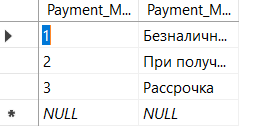 Payment_M... Payment_M...
1 Безналичн...
2 При получ...
3 Рассрочка
NULL NULL